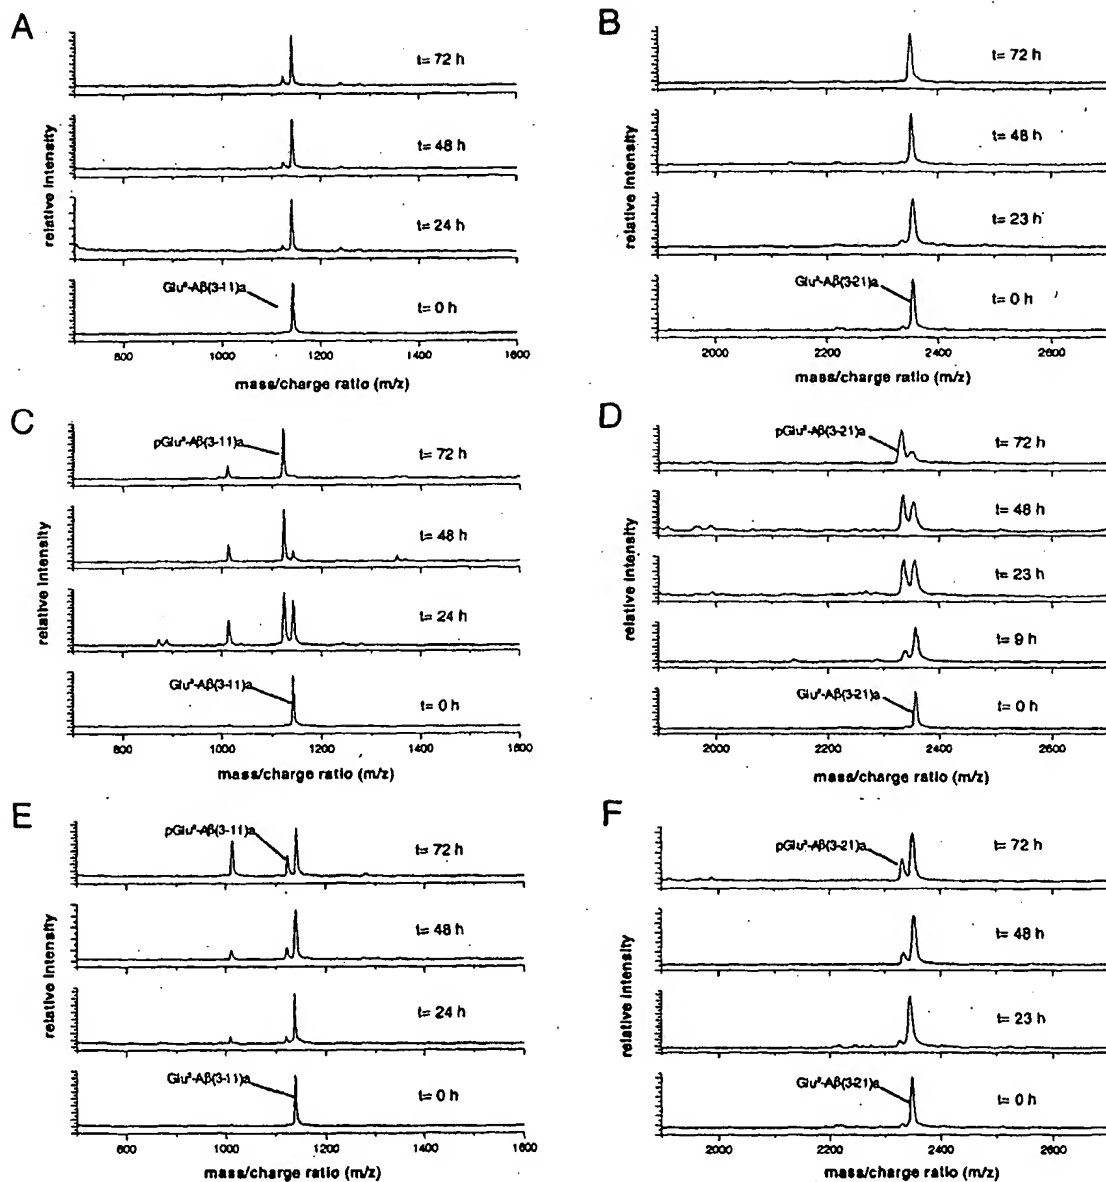 A
t= 72 h
t= 48 h
t= 24 h
Glu³-Aβ(3-11)a
t= 0 h
relative intensity
800 1000 1200 1400 1600
mass/charge ratio (m/z)
B
t= 72 h
t= 48 h
t= 23 h
Glu³-Aβ(3-21)a
t= 0 h
relative intensity
2000 2200 2400 2600
mass/charge ratio (m/z)
C
pGlu³-Aβ(3-11)a
t= 72 h
t= 48 h
t= 24 h
Glu³-Aβ(3-11)a
t= 0 h
relative intensity
800 1000 1200 1400 1600
mass/charge ratio (m/z)
D
pGlu³-Aβ(3-21)a
t= 72 h
t= 48 h
t= 23 h
t= 9 h
Glu³-Aβ(3-21)a
t= 0 h
relative intensity
2000 2200 2400 2600
mass/charge ratio (m/z)
E
pGlu³-Aβ(3-11)a
t= 72 h
t= 48 h
t= 24 h
Glu³-Aβ(3-11)a
t= 0 h
relative intensity
800 1000 1200 1400 1600
mass/charge ratio (m/z)
F
pGlu³-Aβ(3-21)a
t= 72 h
t= 48 h
t= 23 h
Glu³-Aβ(3-21)a
t= 0 h
relative intensity
2000 2200 2400 2600
mass/charge ratio (m/z)